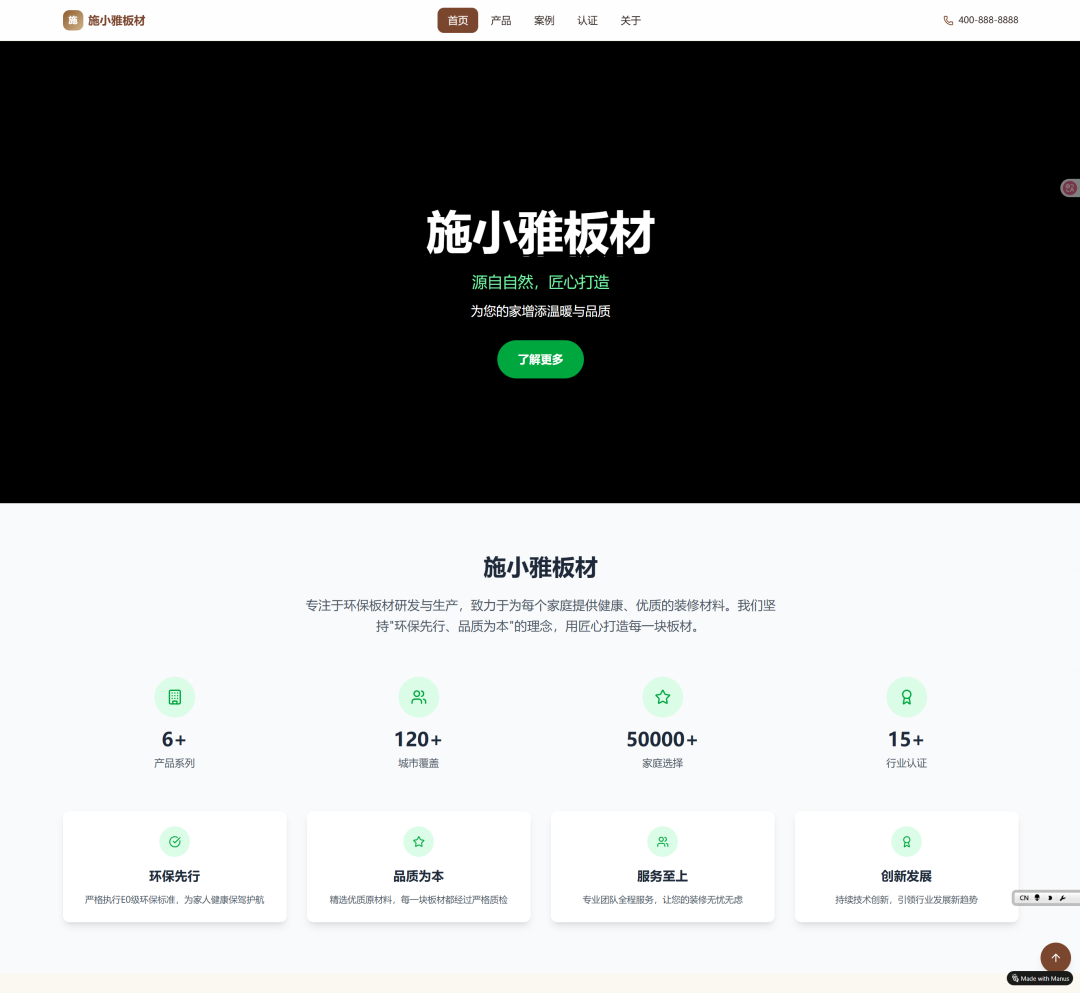 施 施小雅板材
首页 产品 案例 认证 关于
400-888-8888
施小雅板材
源自自然，匠心打造
为您的家增添温暖与品质
了解更多
施小雅板材
专注于环保板材研发与生产，致力于为每个家庭提供健康、优质的装修材料。我们坚
持"环保先行、品质为本"的理念，用匠心打造每一块板材。
6+ 120+ 50000+ 15+
产品系列 城市覆盖 家庭选择 行业认证
环保先行 品质为本 服务至上 创新发展
严格执行E0级环保标准，为家人健康保驾护航 精选优质原材料，每一块板材都经过严格质检 专业团队全程服务，让您的装修无忧无虑 持续技术创新，引领行业发展新趋势
CN
Made with Manus